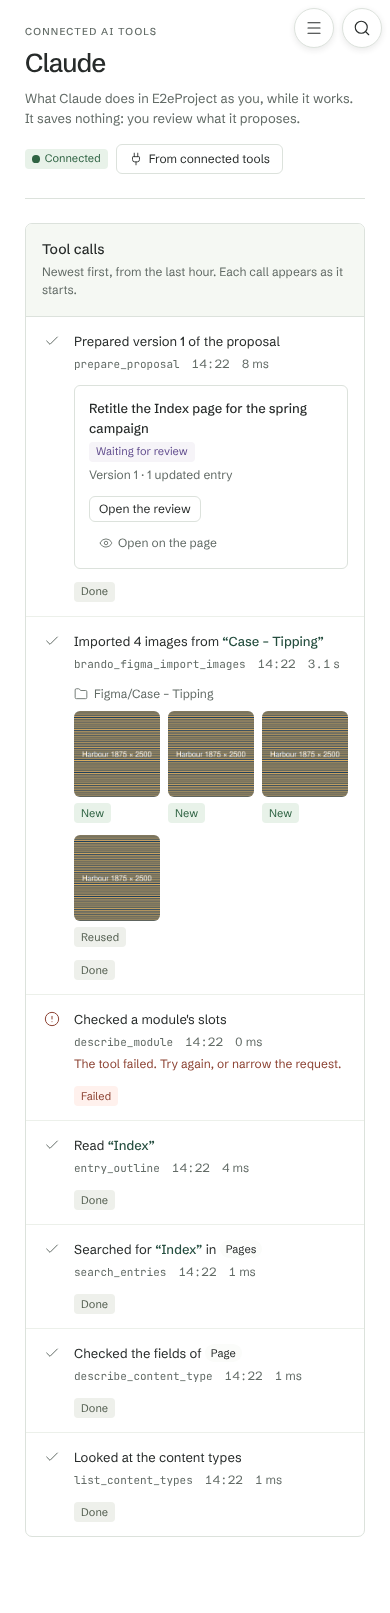 CONNECTED AI TOOLS
Claude
What Claude does in E2eProject as you, while it works.
It saves nothing: you review what it proposes.
Connected
From connected tools
Tool calls
Newest first, from the last hour. Each call appears as it
starts.
Prepared version 1 of the proposal
prepare_proposal 14:22 8 ms
Retitle the Index page for the spring
campaign
Waiting for review
Version 1 · 1 updated entry
Open the review
Open on the page
Done
Imported 4 images from “Case – Tipping”
brando_figma_import_images 14:22 3.1 s
Figma/Case – Tipping
Harbour 1875 × 2500 Harbour 1875 × 2500 Harbour 1875 × 2500
New New New
Harbour 1875 × 2500
Reused
Done
Checked a module's slots
describe_module 14:22 0 ms
The tool failed. Try again, or narrow the request.
Failed
Read “Index”
entry_outline 14:22 4 ms
Done
Searched for “Index” in Pages
search_entries 14:22 1 ms
Done
Checked the fields of Page
describe_content_type 14:22 1 ms
Done
Looked at the content types
list_content_types 14:22 1 ms
Done